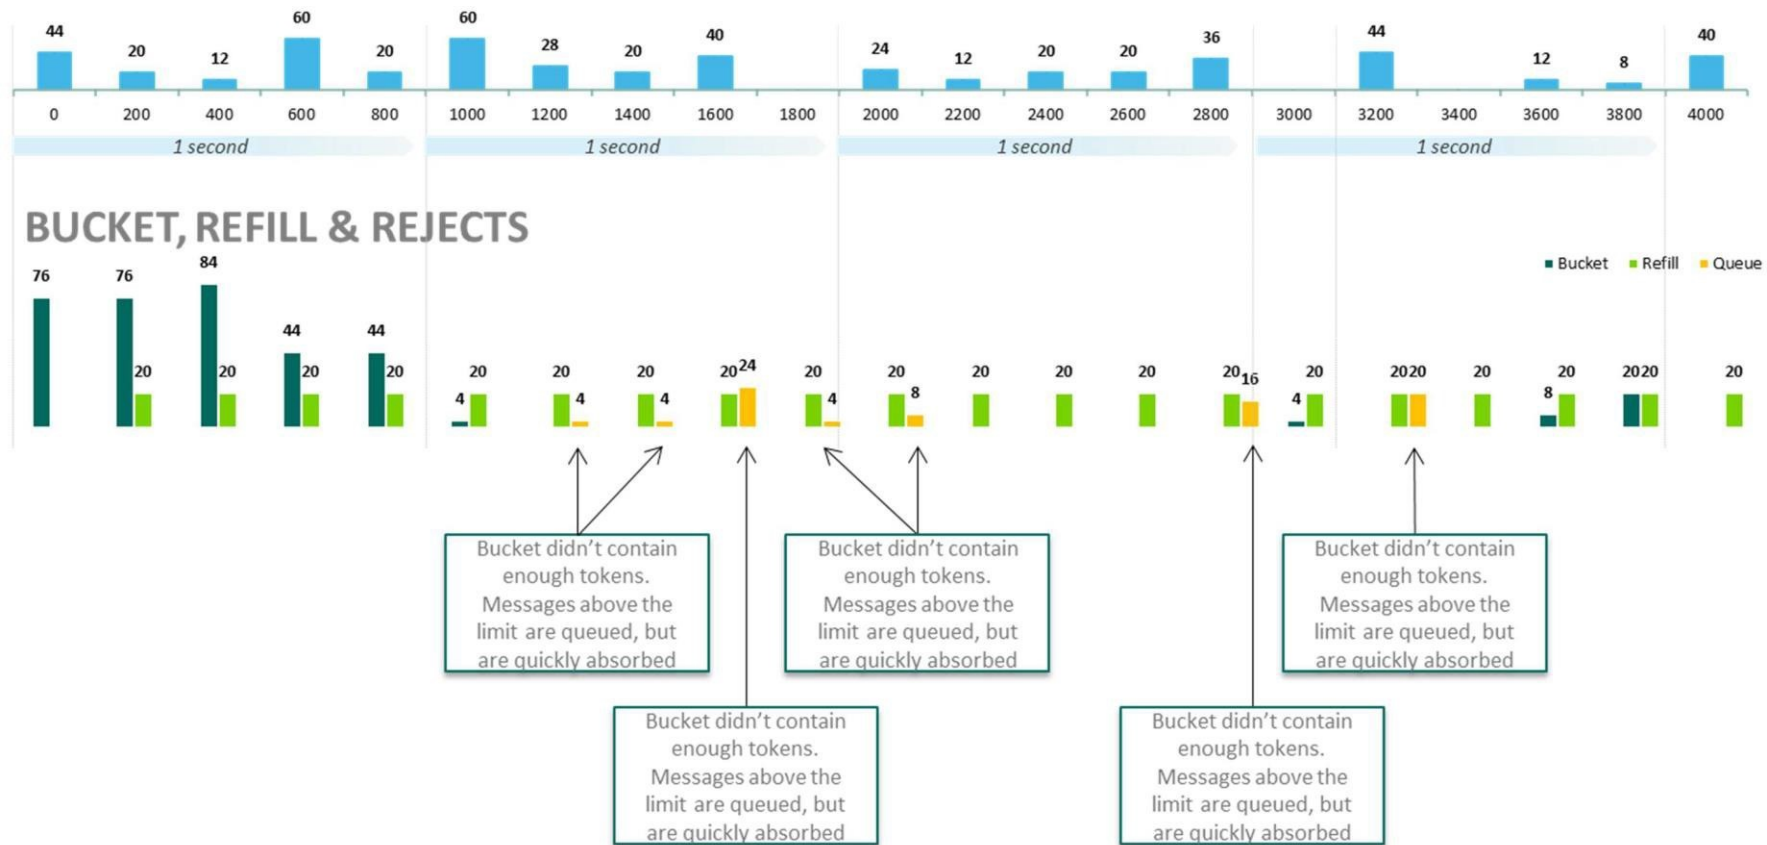 44 20 12 60 20 60 28 20 40 24 12 20 20 36 44 12 8 40
0 200 400 600 800 1000 1200 1400 1600 1800 2000 2200 2400 2600 2800 3000 3200 3400 3600 3800 4000
1 second 1 second 1 second 1 second
BUCKET, REFILL & REJECTS
Bucket Refill Queue
76 76 20 84 20 44 20 44 20 4 20 20 4 20 4 20 24 20 4 20 8 20 20 20 20 16 4 20 20 20 20 8 20 20 20 20
Bucket didn't contain
enough tokens.
Messages above the
limit are queued, but
are quickly absorbed
Bucket didn't contain
enough tokens.
Messages above the
limit are queued, but
are quickly absorbed
Bucket didn't contain
enough tokens.
Messages above the
limit are queued, but
are quickly absorbed
Bucket didn't contain
enough tokens.
Messages above the
limit are queued, but
are quickly absorbed
Bucket didn't contain
enough tokens.
Messages above the
limit are queued, but
are quickly absorbed